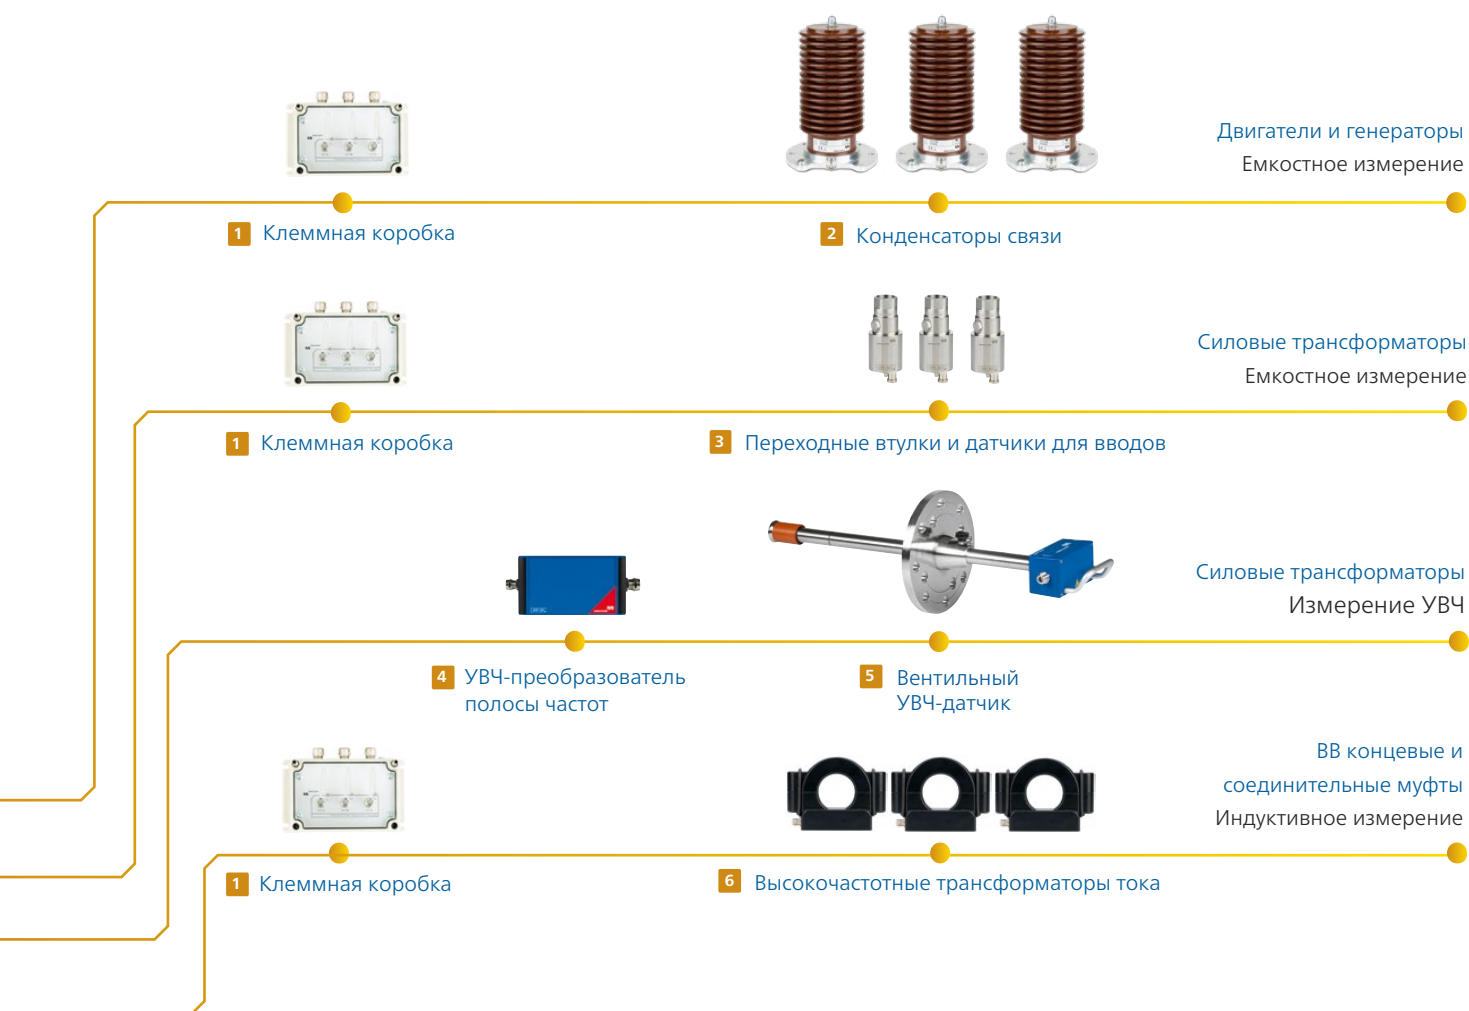 Двигатели и генераторы
Емкостное измерение
1 Клеммная коробка
2 Конденсаторы связи
Силовые трансформаторы
Емкостное измерение
1 Клеммная коробка
3 Переходные втулки и датчики для вводов
Силовые трансформаторы
Измерение УВЧ
4 УВЧ-преобразователь
полосы частот
5 Вентильный
УВЧ-датчик
ВВ концевые и
соединительные муфты
Индуктивное измерение
1 Клеммная коробка
6 Высокочастотные трансформаторы тока